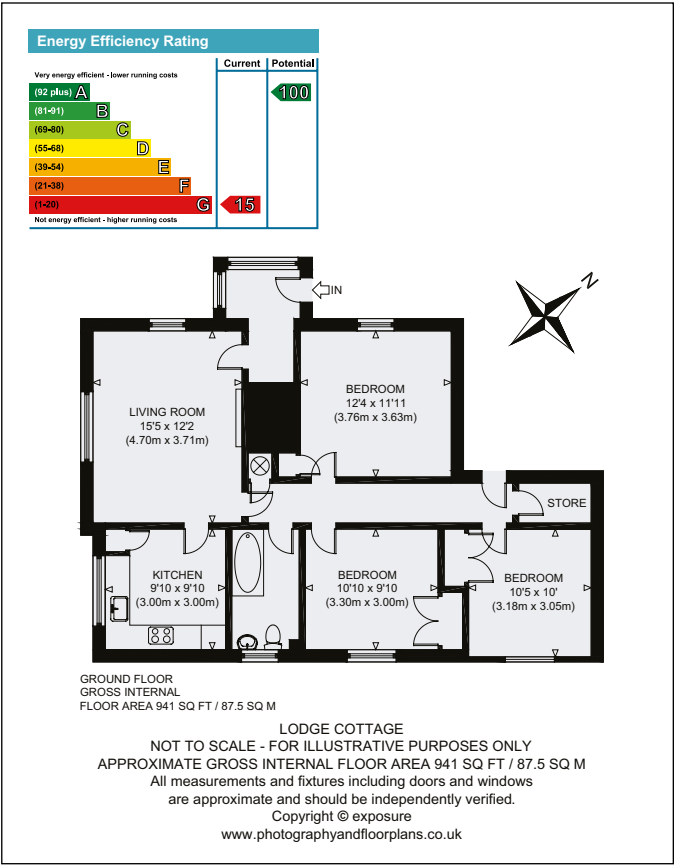 Energy Efficiency Rating
Current Potential
Very energy efficient - lower running costs
(92 plus) A
100
(81-91) B
(69-80) C
(55-68) D
(39-54) E
(21-38) F
(1-20) G
15
Not energy efficient - higher running costs
IN
N
BEDROOM
12'4 x 11'11
(3.76m x 3.63m)
LIVING ROOM
15'5 x 12'2
(4.70m x 3.71m)
STORE
KITCHEN
9'10 x 9'10
(3.00m x 3.00m)
BEDROOM
10'10 x 9'10
(3.30m x 3.00m)
BEDROOM
10'5 x 10'
(3.18m x 3.05m)
GROUND FLOOR
GROSS INTERNAL
FLOOR AREA 941 SQ FT / 87.5 SQ M
LODGE COTTAGE
NOT TO SCALE - FOR ILLUSTRATIVE PURPOSES ONLY
APPROXIMATE GROSS INTERNAL FLOOR AREA 941 SQ FT / 87.5 SQ M
All measurements and fixtures including doors and windows
are approximate and should be independently verified.
Copyright © exposure
www.photographyandfloorplans.co.uk